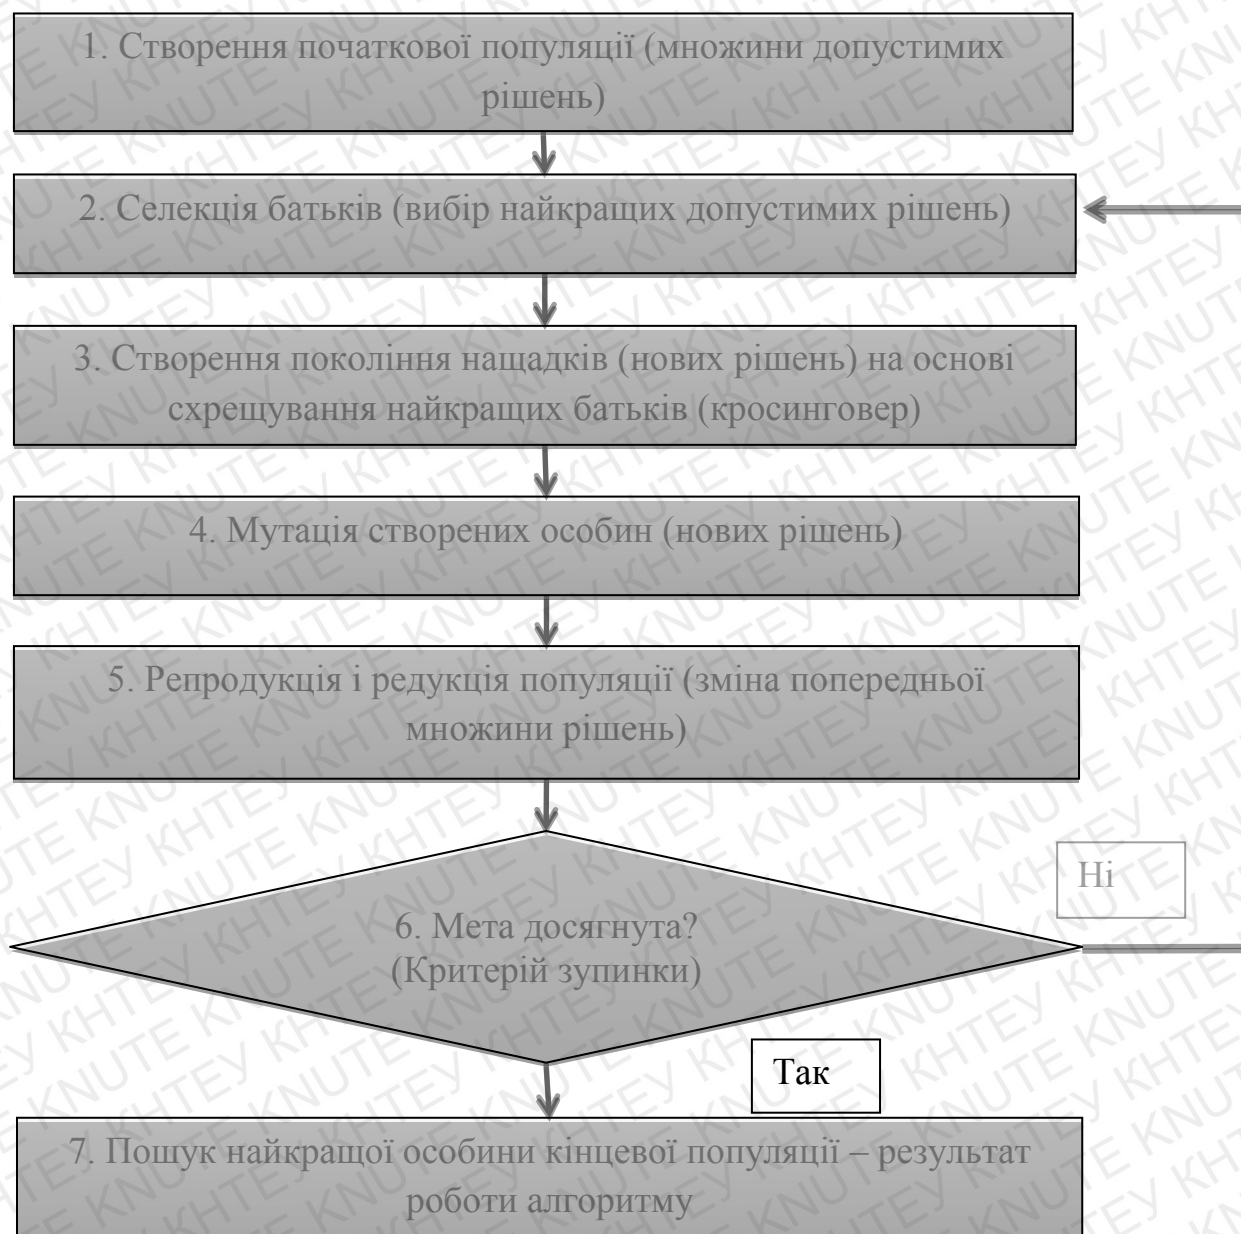 1. Створення початкової популяції (множини допустимих
рішень)
2. Селекція батьків (вибір найкращих допустимих рішень)
3. Створення покоління нащадків (нових рішень) на основі
схрещування найкращих батьків (кросинговер)
4. Мутація створених особин (нових рішень)
5. Репродукція і редукція популяції (зміна попередньої
множини рішень)
Ні
6. Мета досягнута?
(Критерій зупинки)
Так
7. Пошук найкращої особини кінцевої популяції – результат
роботи алгоритму